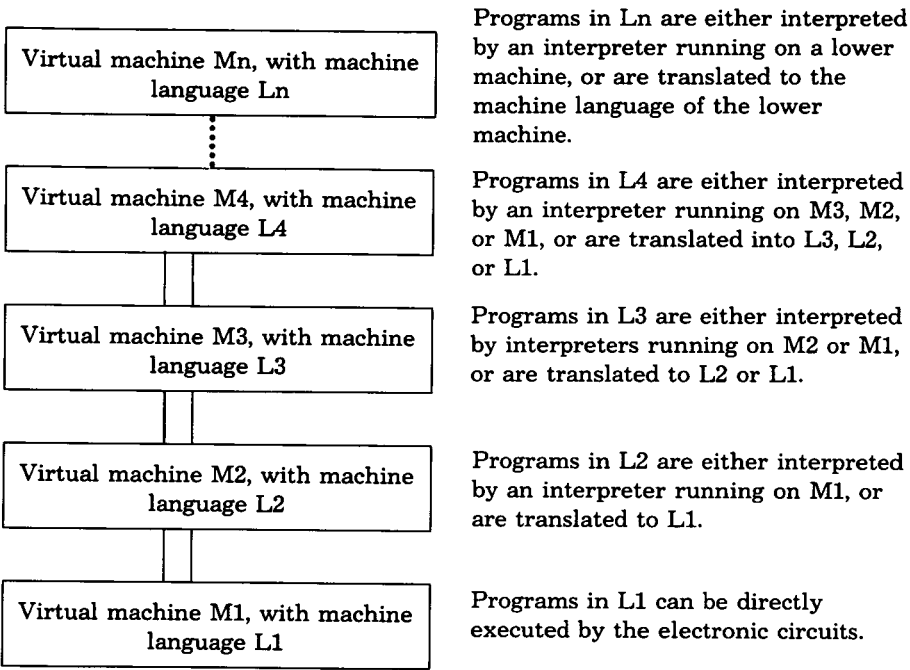 Virtual machine Mn, with machine
language Ln
Programs in Ln are either interpreted
by an interpreter running on a lower
machine, or are translated to the
machine language of the lower
machine.
Virtual machine M4, with machine
language L4
Programs in L4 are either interpreted
by an interpreter running on M3, M2,
or M1, or are translated into L3, L2,
or L1.
Virtual machine M3, with machine
language L3
Programs in L3 are either interpreted
by interpreters running on M2 or M1,
or are translated to L2 or L1.
Virtual machine M2, with machine
language L2
Programs in L2 are either interpreted
by an interpreter running on M1, or
are translated to L1.
Virtual machine M1, with machine
language L1
Programs in L1 can be directly
executed by the electronic circuits.